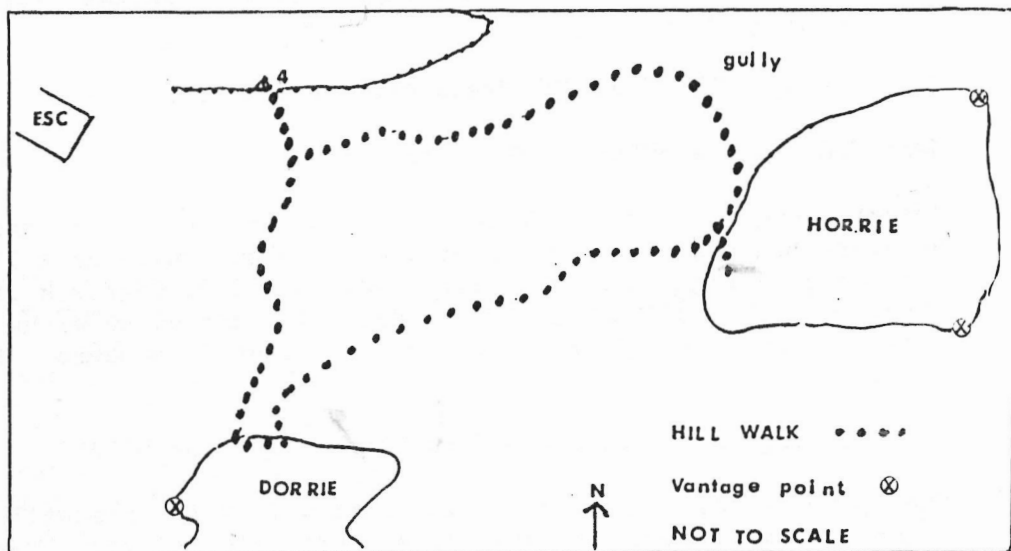 4
gully
ESC
HORRIE
HILL WALK
DORRIE
Vantage point
N
NOT TO SCALE